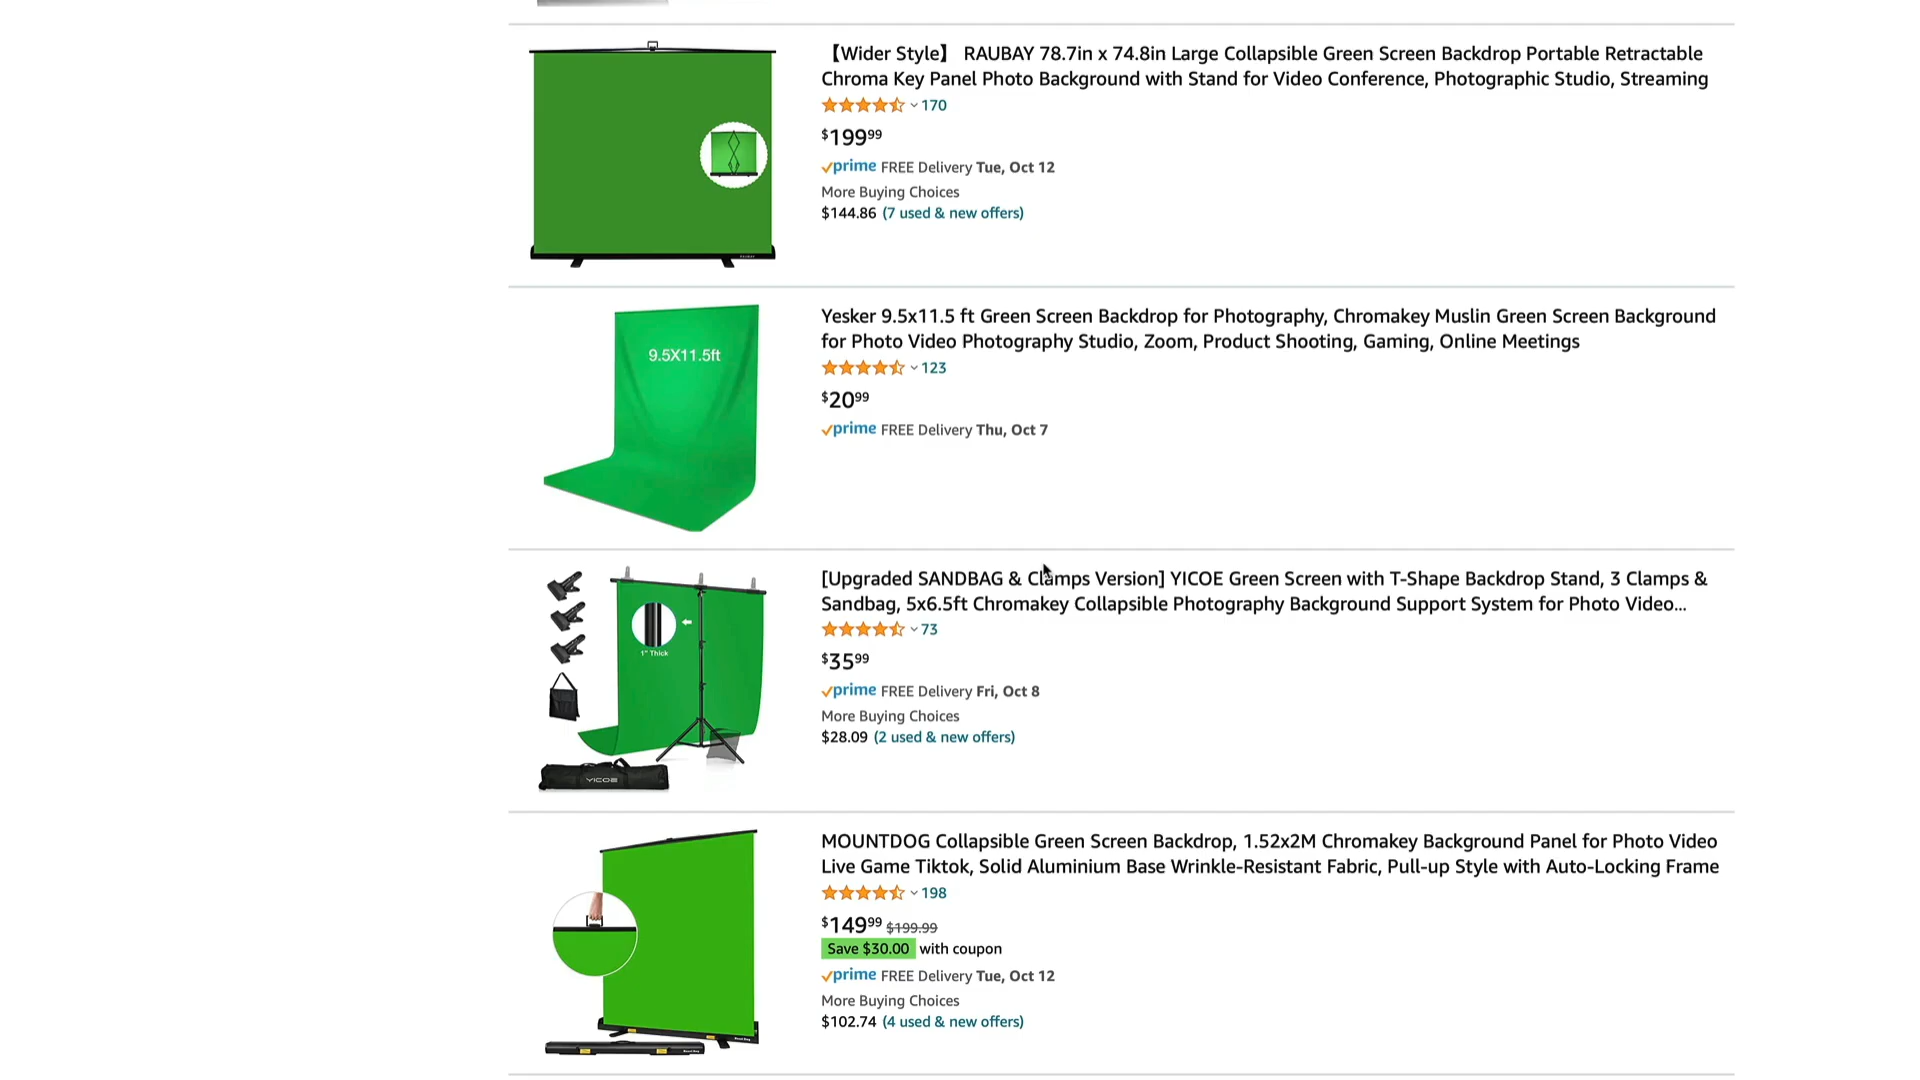 【Wider Style】 RAUBAY 78.7in x 74.8in Large Collapsible Green Screen Backdrop Portable Retractable
Chroma Key Panel Photo Background with Stand for Video Conference, Photographic Studio, Streaming
170
$199.99
prime FREE Delivery Tue, Oct 12
More Buying Choices
$144.86 (7 used & new offers)
9.5X11.5ft
Yesker 9.5x11.5 ft Green Screen Backdrop for Photography, Chromakey Muslin Green Screen Background
for Photo Video Photography Studio, Zoom, Product Shooting, Gaming, Online Meetings
123
$20.99
prime FREE Delivery Thu, Oct 7
1" Thick
YICOE
[Upgraded SANDBAG & Clamps Version] YICOE Green Screen with T-Shape Backdrop Stand, 3 Clamps &
Sandbag, 5x6.5ft Chromakey Collapsible Photography Background Support System for Photo Video...
73
$35.99
prime FREE Delivery Fri, Oct 8
More Buying Choices
$28.09 (2 used & new offers)
MOUNTDOG Collapsible Green Screen Backdrop, 1.52x2M Chromakey Background Panel for Photo Video
Live Game Tiktok, Solid Aluminium Base Wrinkle-Resistant Fabric, Pull-up Style with Auto-Locking Frame
198
$149.99 $199.99
Save $30.00 with coupon
prime FREE Delivery Tue, Oct 12
More Buying Choices
$102.74 (4 used & new offers)